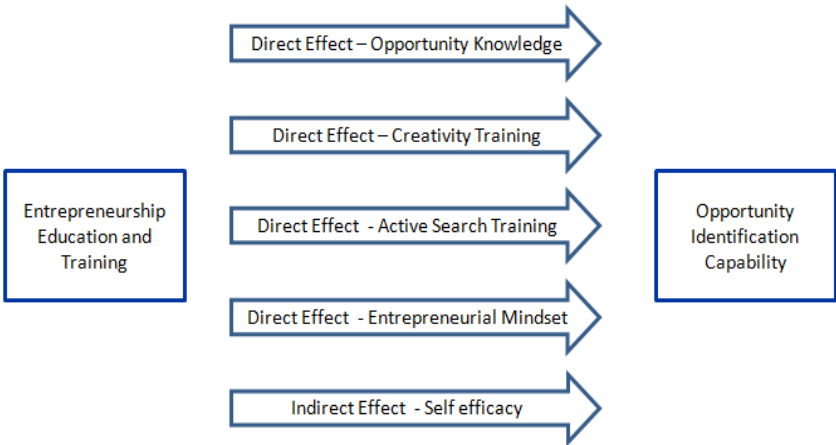 Direct Effect – Opportunity Knowledge
Direct Effect – Creativity Training
Entrepreneurship
Education and
Training
Direct Effect - Active Search Training
Opportunity
Identification
Capability
Direct Effect - Entrepreneurial Mindset
Indirect Effect - Self efficacy